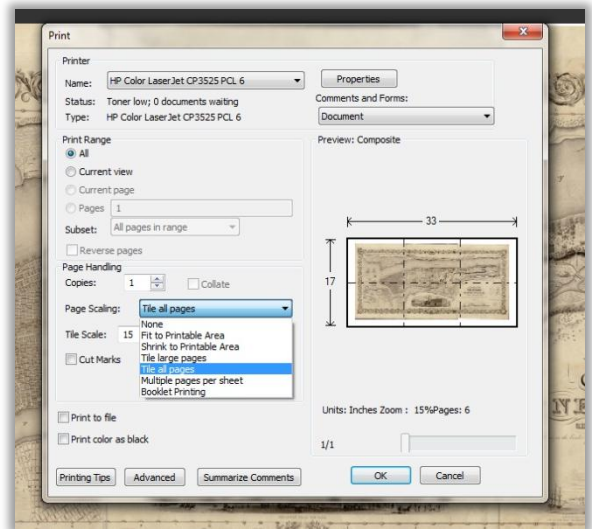 Print
Printer
Name: HP Color LaserJet CP3525 PCL 6
Properties
Status: Toner low; 0 documents waiting
Comments and Forms:
Type: HP Color LaserJet CP3525 PCL 6
Document
Print Range
Preview: Composite
All
Current view
Current page
Pages 1
Subset: All pages in range
Reverse pages
33
17
Page Handling
Copies: 1
Collate
Page Scaling: Tile all pages
None
Tile Scale: 15
Fit to Printable Area
Shrink to Printable Area
Cut Marks
Tile large pages
Tile all pages
Multiple pages per sheet
Booklet Printing
Units: Inches Zoom : 15%Pages: 6
Print to file
Print color as black
1/1
Printing Tips
Advanced
Summarize Comments
OK
Cancel